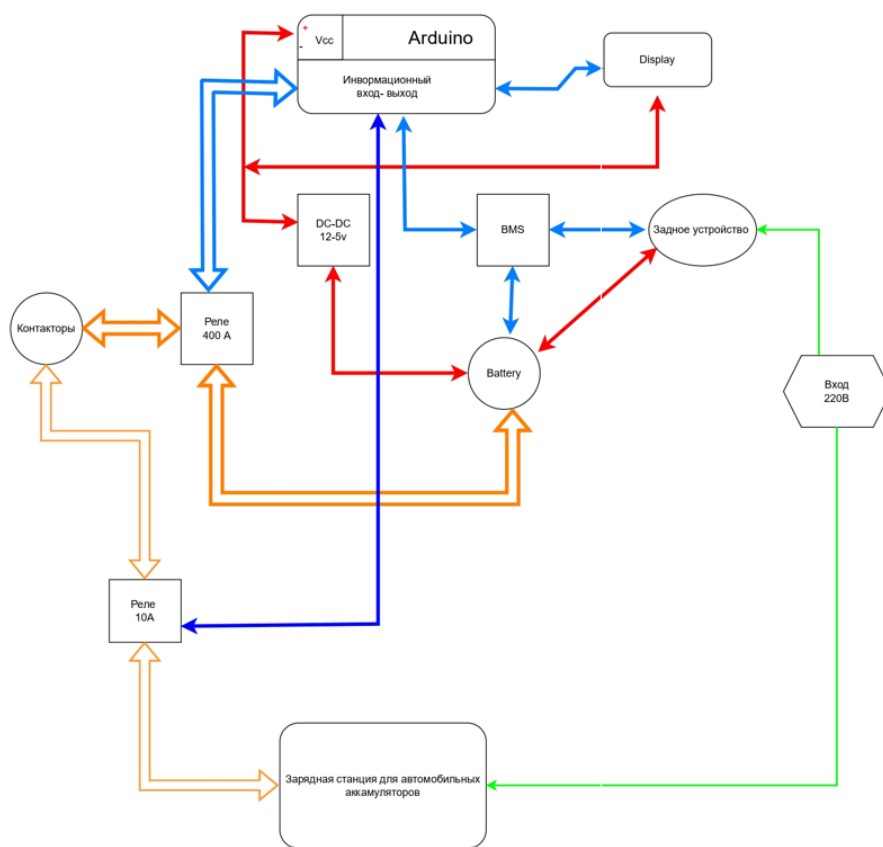 +
-
Vcc
Arduino
Инвормационный
вход- выход
Display
DC-DC
12-5v
BMS
Задное устройство
Контакторы
Реле
400 А
Battery
Вход
220В
Реле
10А
Зарядная станция для автомобильных
аккамуляторов